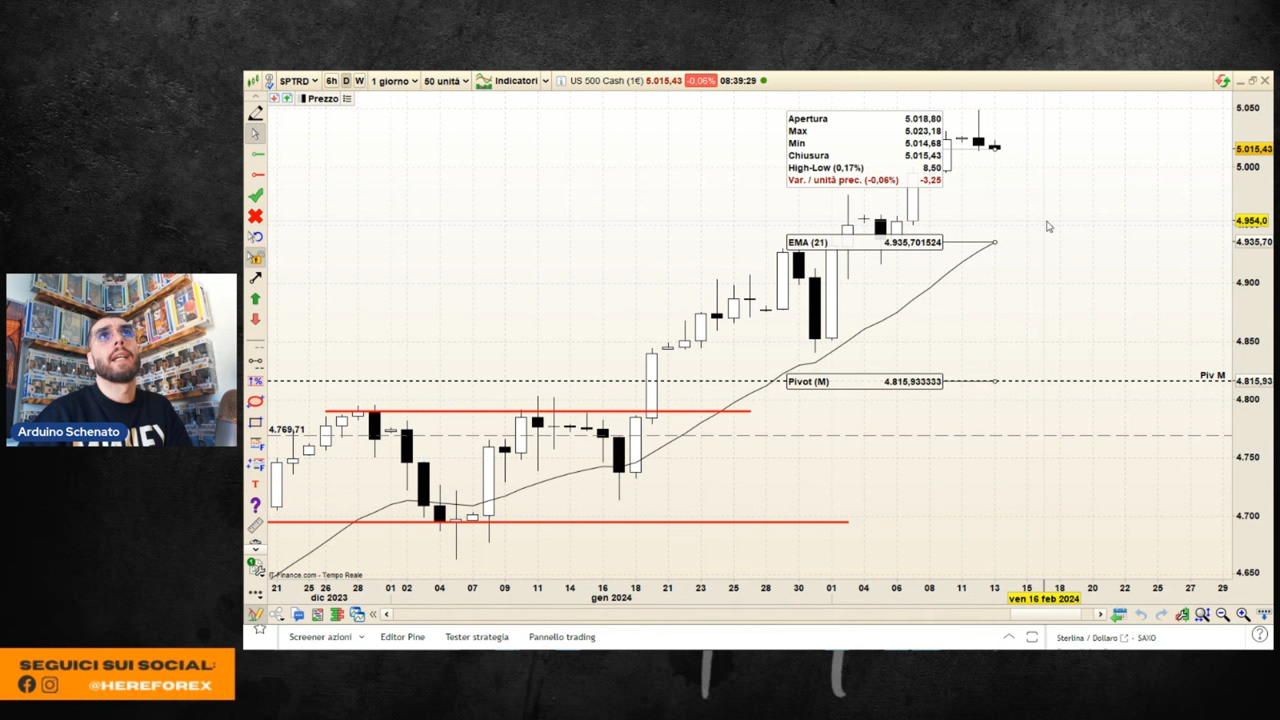 $PTRD 6h D W 1 giorno 50 unità Indicatori US 500 Cash (1€) 5.015,43 -0,06% 08:39:29
Prezzo
5.050
Apertura 5.018,80
Max 5.023,18
Min 5.014,68
Chiusura 5.015,43
High-Low (0,17%) 8,50
Var. / unità prec. (-0,06%) -3,25
5.015,43
5.000
4.954,0
EMA (21) 4.935,701524
4.935,70
4.900
4.850
Piv M
Pivot (M) 4.815,933333
4.815,93
4.800
4.769,71
4.750
4.700
4.650
IT-Finance.com - Tempo Reale
21 25 26 28 01 02 04 07 09 11 14 16 18 21 23 25 28 30 01 04 06 08 11 13 15 18 20 22 25 27 29
dic 2023 gen 2024 ven 16 feb 2024
Screener azioni Editor Pine Tester strategia Pannello trading Sterlina / Dollaro - SAXO
Arduino Schenato
SEGUICI SUI SOCIAL:
@HEREFOREX